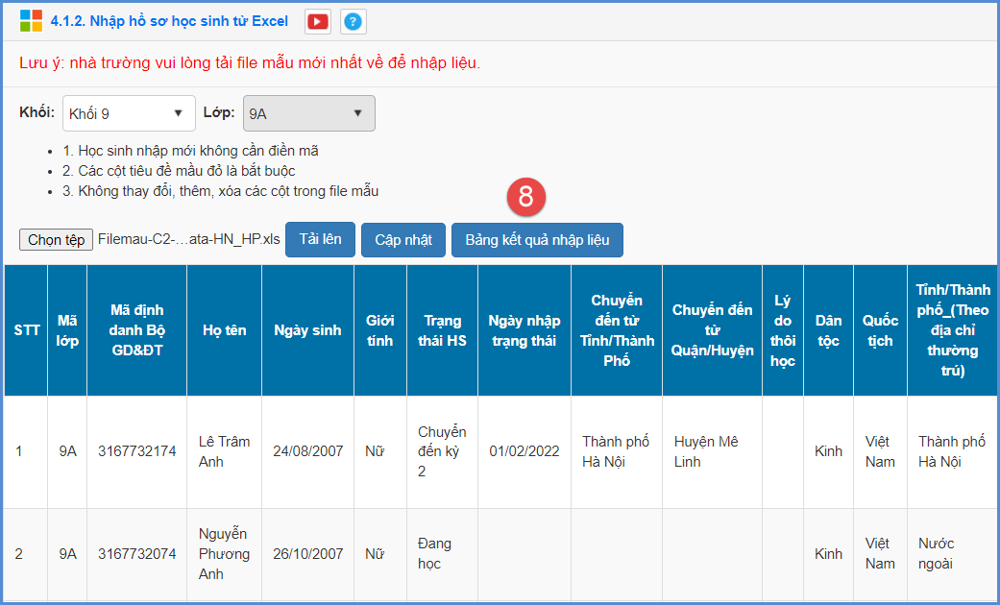 4.1.2. Nhập hồ sơ học sinh từ Excel
?
Lưu ý: nhà trường vui lòng tải file mẫu mới nhất về để nhập liệu.
Khối: Khối 9 Lớp: 9A
1. Học sinh nhập mới không cần điền mã
2. Các cột tiêu đề mầu đỏ là bắt buộc
3. Không thay đổi, thêm, xóa các cột trong file mẫu
8
Chọn tệp Filemau-C2-...ata-HN_HP.xls Tải lên Cập nhật Bảng kết quả nhập liệu
STT
Mã
lớp
Mã định
danh Bộ
GD&ĐT
Họ tên
Ngày sinh
Giới
tính
Trạng
thái HS
Ngày nhập
trạng thái
Chuyển
đến từ
Tỉnh/Thành
Phố
Chuyển đến
từ
Quận/Huyện
Lý
do
thôi
học
Dân
tộc
Quốc
tịch
Tỉnh/Thành
phố_(Theo
địa chỉ
thường
trú)
1
9A
3167732174
Lê Trâm
Anh
24/08/2007
Nữ
Chuyển
đến kỳ
2
01/02/2022
Thành phố
Hà Nội
Huyện Mê
Linh
Kinh
Việt
Nam
Thành phố
Hà Nội
2
9A
3167732074
Nguyễn
Phương
Anh
26/10/2007
Nữ
Đang
học
Kinh
Việt
Nam
Nước
ngoài